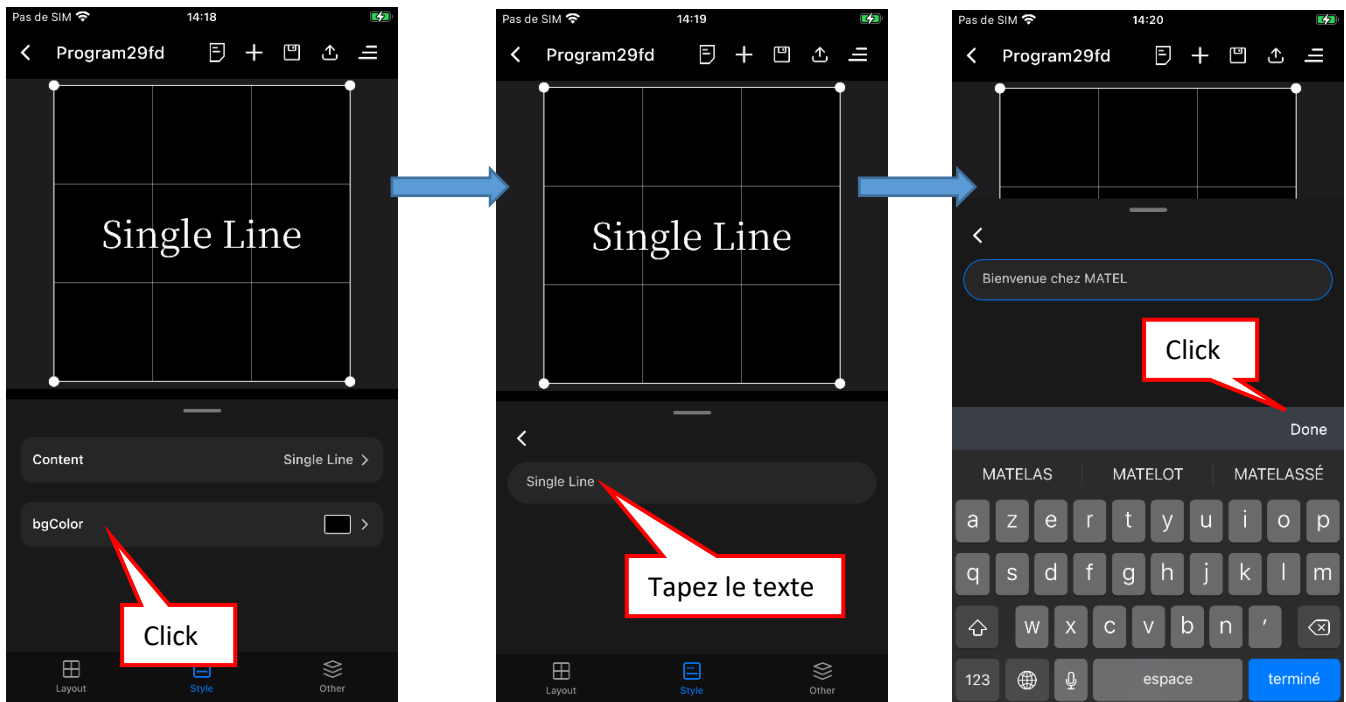 Pas de SIM 14:18
Program29fd
Single Line
Content Single Line
bgColor
Click
Layout Style Other
Pas de SIM 14:19
Program29fd
Single Line
Single Line
Tapez le texte
Layout Style Other
Pas de SIM 14:20
Program29fd
Bienvenue chez MATEL
Click
Done
MATELAS MATELOT MATELASSÉ
a z e r t y u i o p
q s d f g h j k l m
w x c v b n '
123 espace terminé